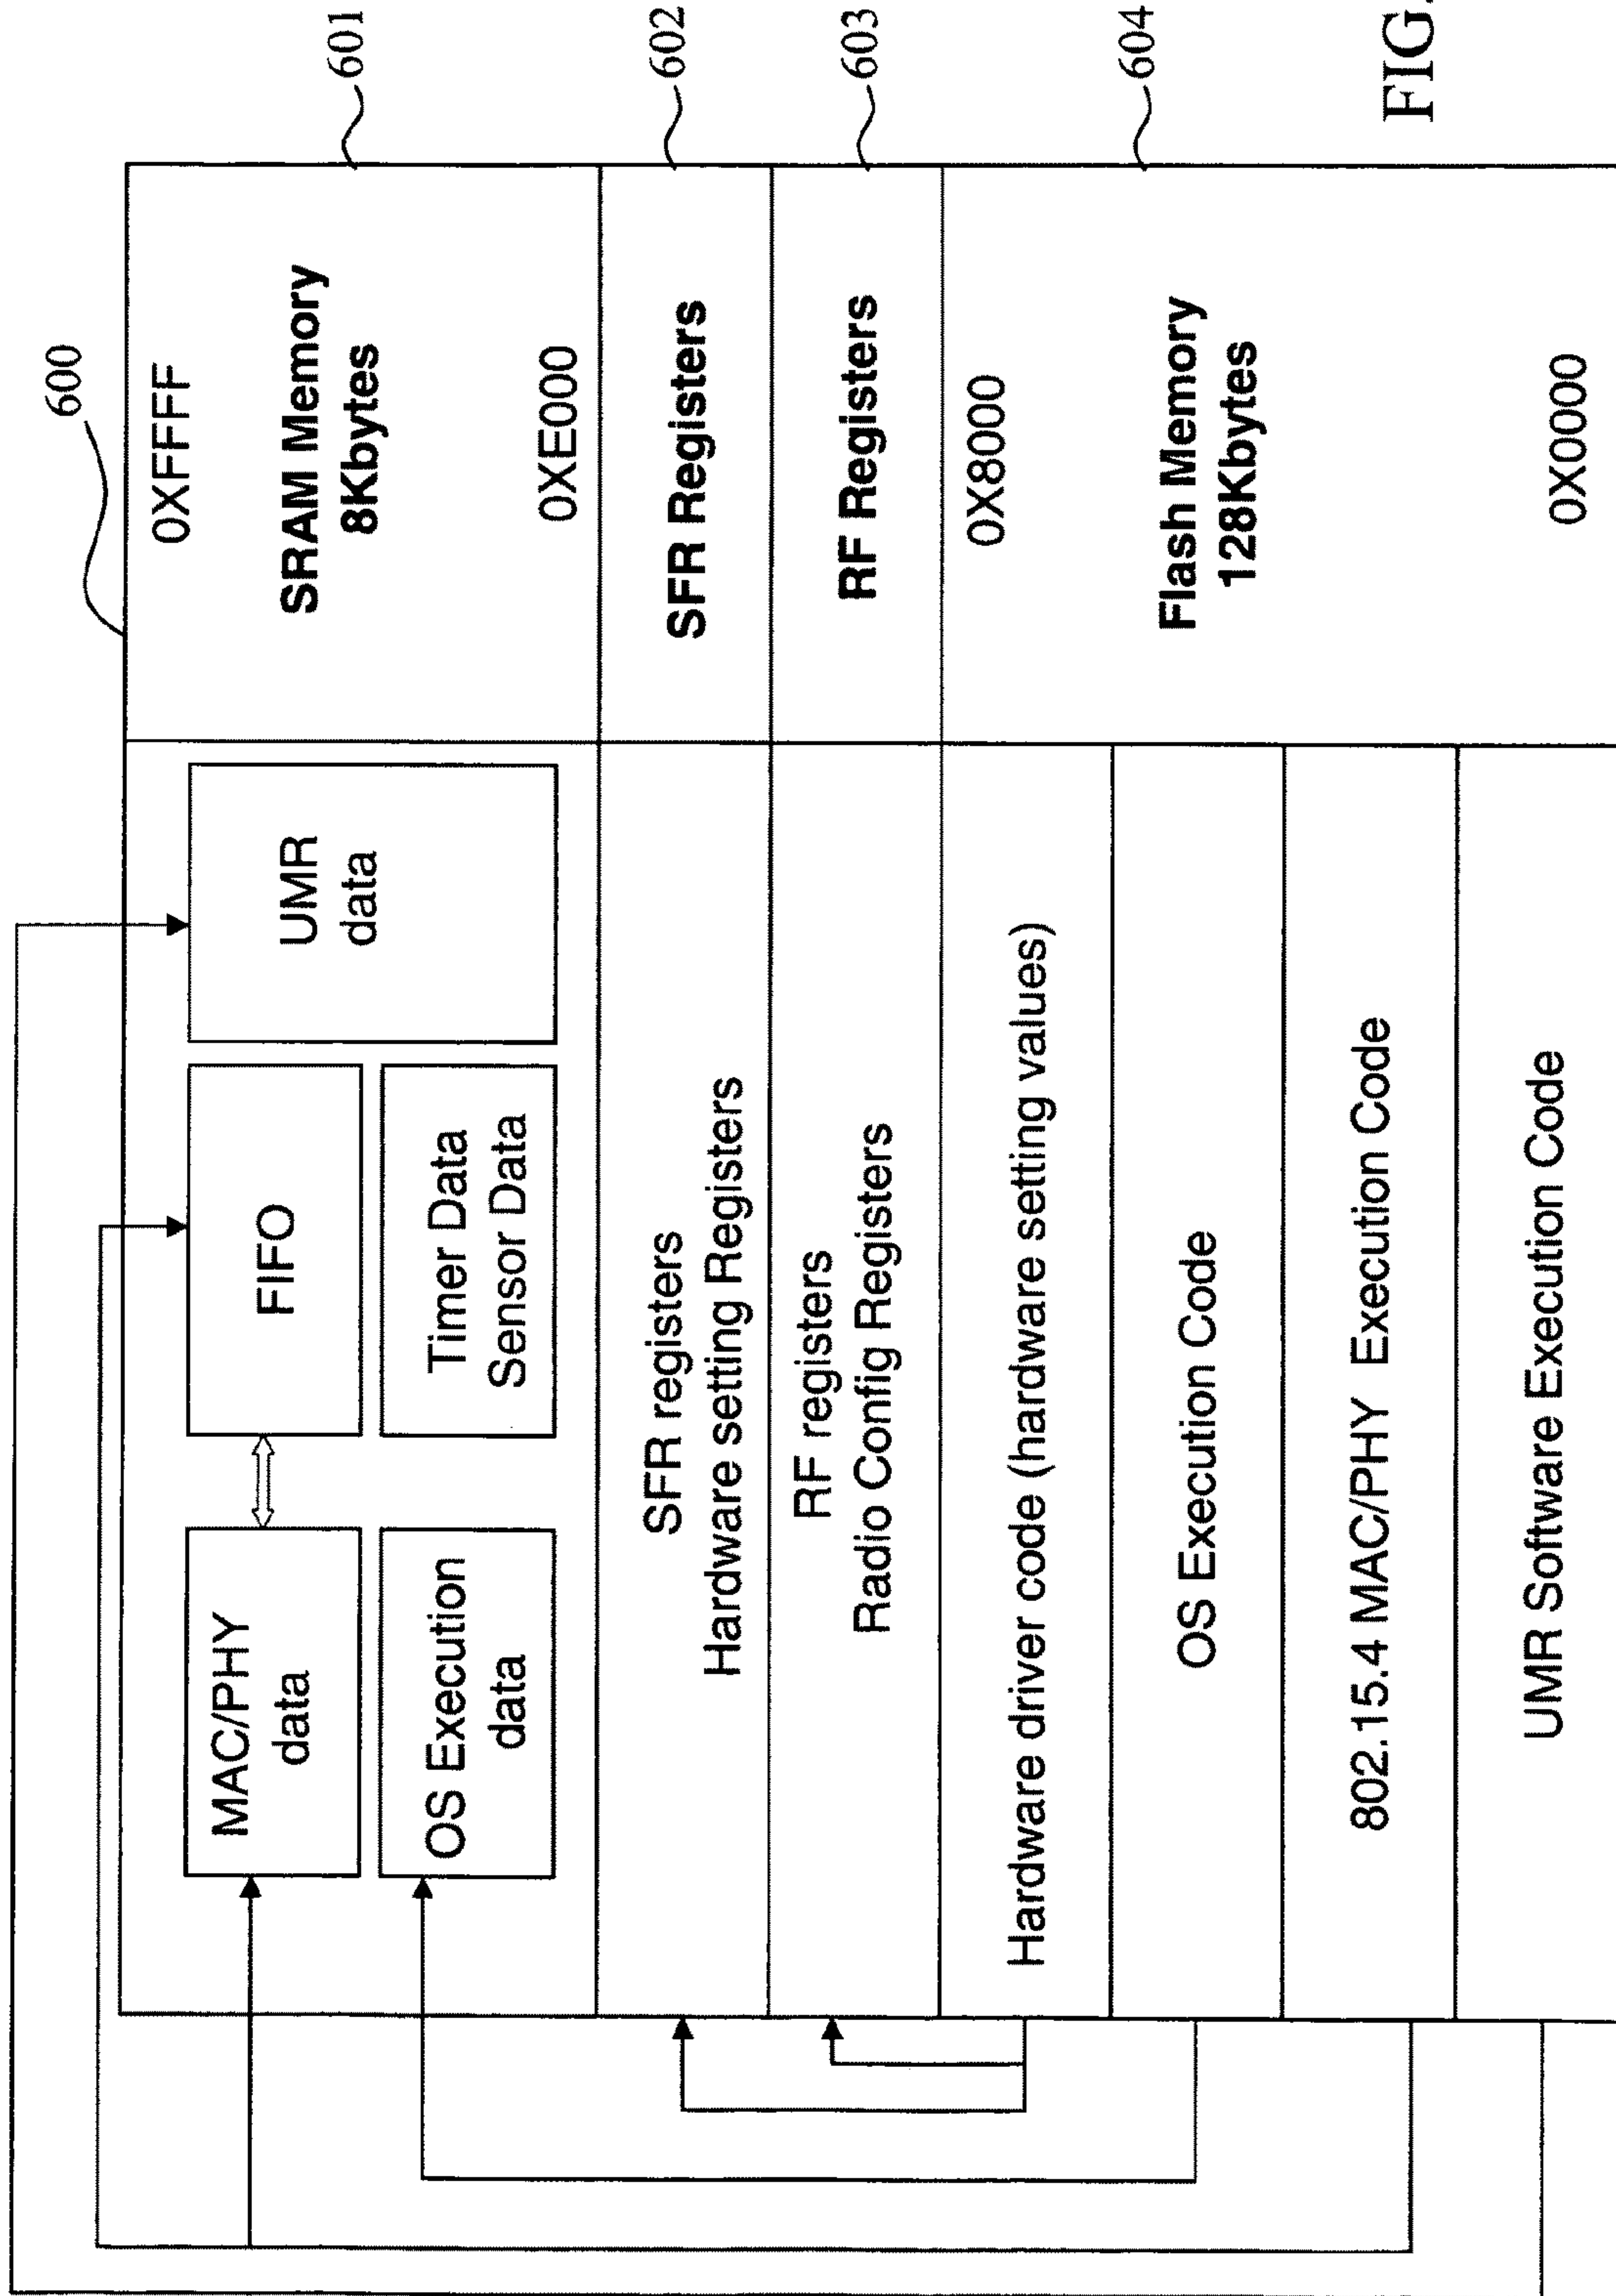 600
0XFFFF
SRAM Memory
8Kbytes
0XE000
601
MAC/PHY
data
FIFO
UMR
data
OS Execution
data
Timer Data
Sensor Data
SFR registers
Hardware setting Registers
SFR Registers
602
RF registers
Radio Config Registers
RF Registers
603
Hardware driver code (hardware setting values)
0X8000
OS Execution Code
Flash Memory
128Kbytes
604
802.15.4 MAC/PHY Execution Code
UMR Software Execution Code
0X0000
FIG.